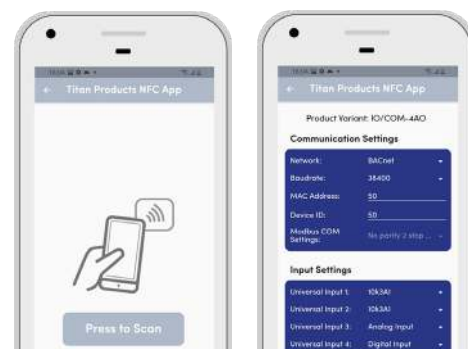 ← Titan Products NFC App
Press to Scan
← Titan Products NFC App
Product Variant: IO/COM-4AO
Communication Settings
Network: BACnet
Baudrate: 38400
MAC Address: 50
Device ID: 50
Modbus COM Settings: No parity 2 stop ...
Input Settings
Universal Input 1: 10k3A1
Universal Input 2: 10k3A1
Universal Input 3: Analog Input
Universal Input 4: Digital Input